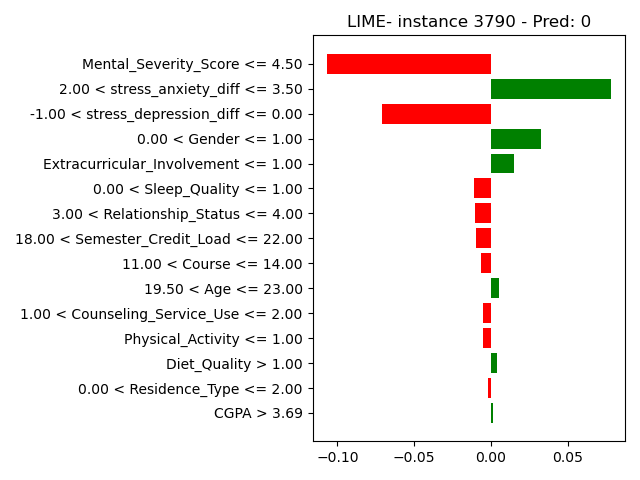 LIME- instance 3790 - Pred: 0
Mental_Severity_Score <= 4.50
2.00 < stress_anxiety_diff <= 3.50
-1.00 < stress_depression_diff <= 0.00
0.00 < Gender <= 1.00
Extracurricular_Involvement <= 1.00
0.00 < Sleep_Quality <= 1.00
3.00 < Relationship_Status <= 4.00
18.00 < Semester_Credit_Load <= 22.00
11.00 < Course <= 14.00
19.50 < Age <= 23.00
1.00 < Counseling_Service_Use <= 2.00
Physical_Activity <= 1.00
Diet_Quality > 1.00
0.00 < Residence_Type <= 2.00
CGPA > 3.69
−0.10 −0.05 0.00 0.05